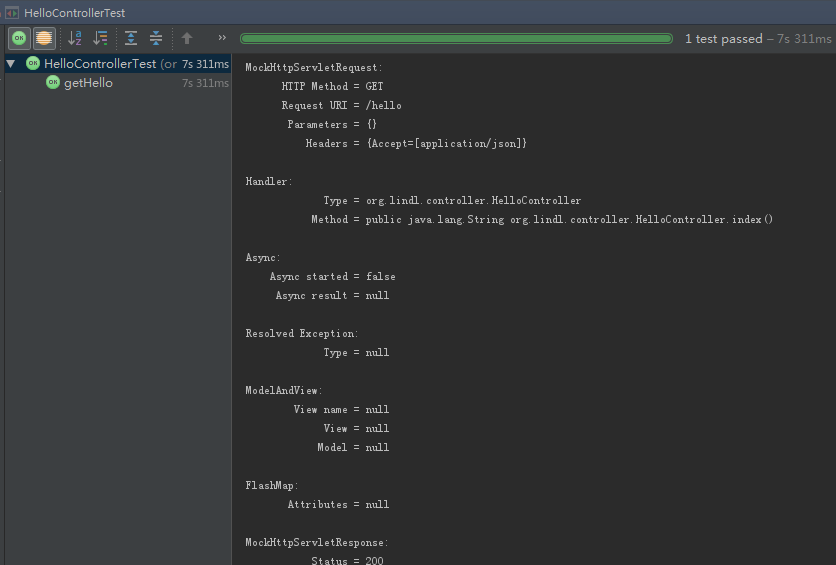 HelloControllerTest
1 test passed – 7s 311ms
HelloControllerTest (or 7s 311ms
getHello 7s 311ms
MockHttpServletRequest:
HTTP Method = GET
Request URI = /hello
Parameters = {}
Headers = {Accept=[application/json]}
Handler:
Type = org.lindl.controller.HelloController
Method = public java.lang.String org.lindl.controller.HelloController.index()
Async:
Async started = false
Async result = null
Resolved Exception:
Type = null
ModelAndView:
View name = null
View = null
Model = null
FlashMap:
Attributes = null
MockHttpServletResponse:
Status = 200